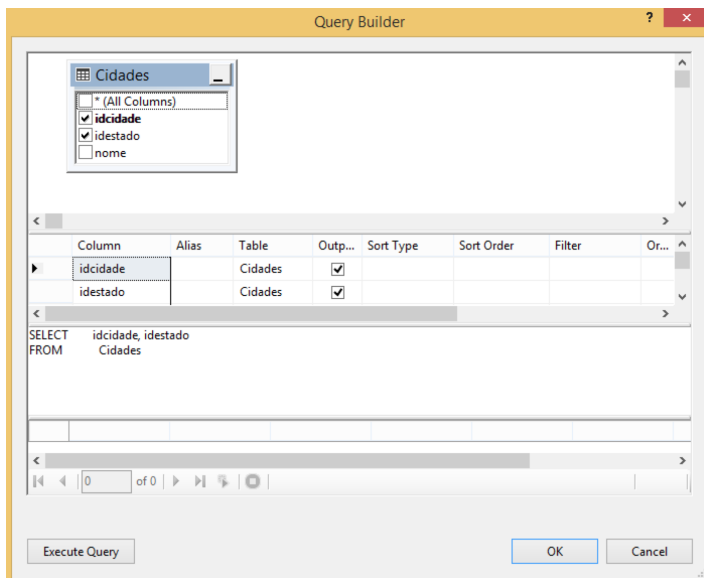 Query Builder
?
×
Cidades
* (All Columns)
idcidade
idestado
nome
Column Alias Table Outp... Sort Type Sort Order Filter Or...
idcidade Cidades
idestado Cidades
SELECT idcidade, idestado
FROM Cidades
0 of 0
Execute Query OK Cancel